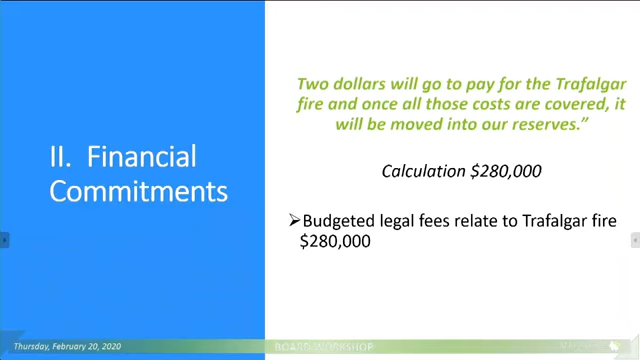 Two dollars will go to pay for the Trafalgar
fire and once all those costs are covered, it
will be moved into our reserves.”
II. Financial
Commitments
Calculation $280,000
➢Budgeted legal fees relate to Trafalgar fire
$280,000
Thursday, February 20, 2020
BOARD WORKSHOP